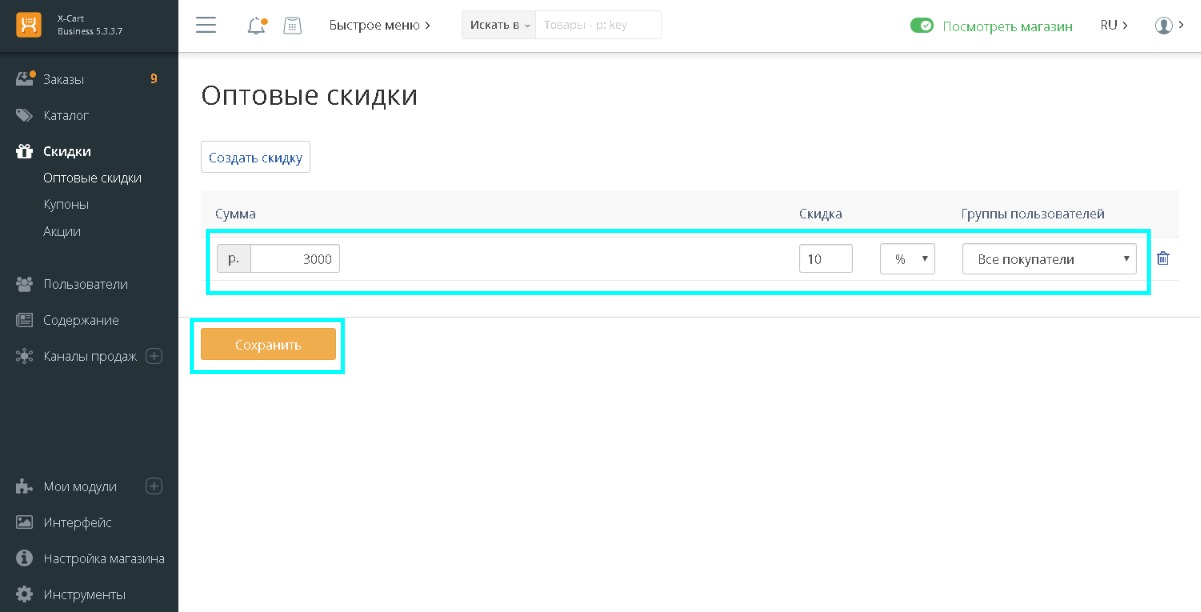 X-Cart
Business 5.3.3.7
Быстрое меню
Искать в
Товары - p: key
Посмотреть магазин
RU
Заказы
9
Каталог
Скидки
Оптовые скидки
Купоны
Акции
Пользователи
Содержание
Каналы продаж
Мои модули
Интерфейс
Настройка магазина
Инструменты
Оптовые скидки
Создать скидку
Сумма Скидка Группы пользователей
р. 3000 10 % Все покупатели
Сохранить